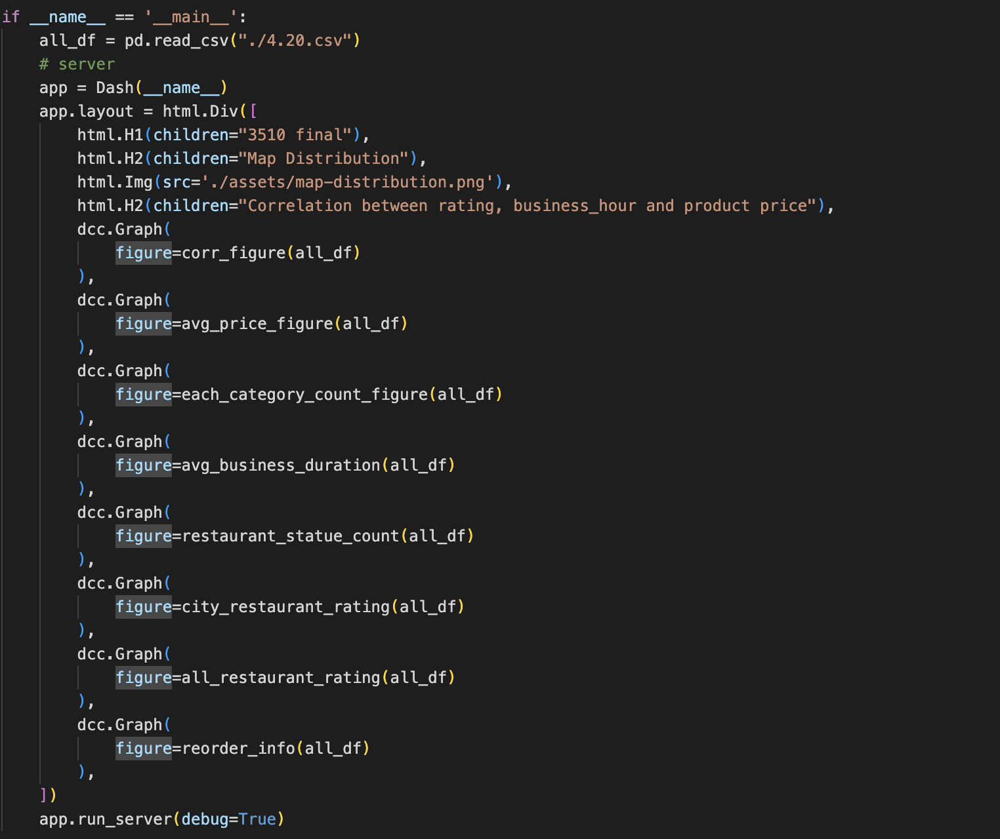 if __name__ == '__main__':
    all_df = pd.read_csv("./4.20.csv")
    # server
    app = Dash(__name__)
    app.layout = html.Div([
        html.H1(children="3510 final"),
        html.H2(children="Map Distribution"),
        html.Img(src='./assets/map-distribution.png'),
        html.H2(children="Correlation between rating, business_hour and product price"),
        dcc.Graph(
            figure=corr_figure(all_df)
        ),
        dcc.Graph(
            figure=avg_price_figure(all_df)
        ),
        dcc.Graph(
            figure=each_category_count_figure(all_df)
        ),
        dcc.Graph(
            figure=avg_business_duration(all_df)
        ),
        dcc.Graph(
            figure=restaurant_statue_count(all_df)
        ),
        dcc.Graph(
            figure=city_restaurant_rating(all_df)
        ),
        dcc.Graph(
            figure=all_restaurant_rating(all_df)
        ),
        dcc.Graph(
            figure=reorder_info(all_df)
        ),
    ])
    app.run_server(debug=True)